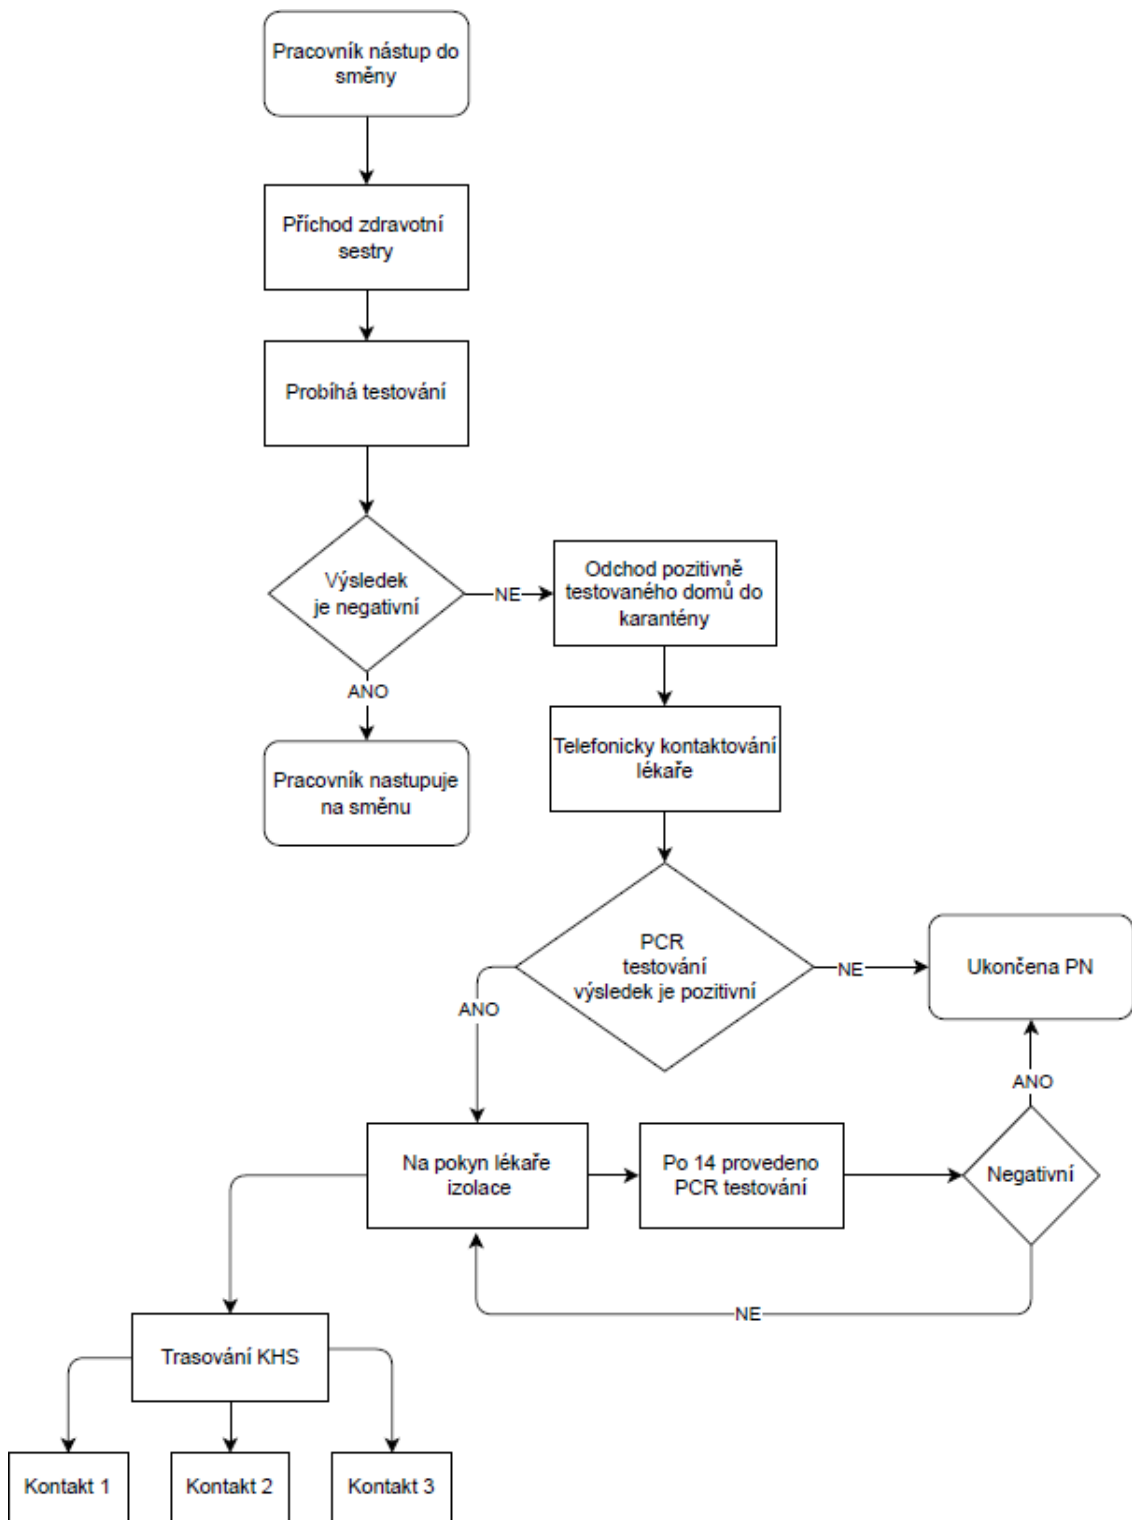 Pracovník nástup do
směny
Příchod zdravotní
sestry
Probíhá testování
Výsledek
je negativní
NE
Odchod pozitivně
testovaného domů do
karantény
ANO
Pracovník nastupuje
na směnu
Telefonicky kontaktování
lékaře
PCR
testování
výsledek je pozitivní
NE
Ukončena PN
ANO
ANO
Na pokyn lékaře
izolace
Po 14 provedeno
PCR testování
Negativní
NE
Trasování KHS
Kontakt 1
Kontakt 2
Kontakt 3